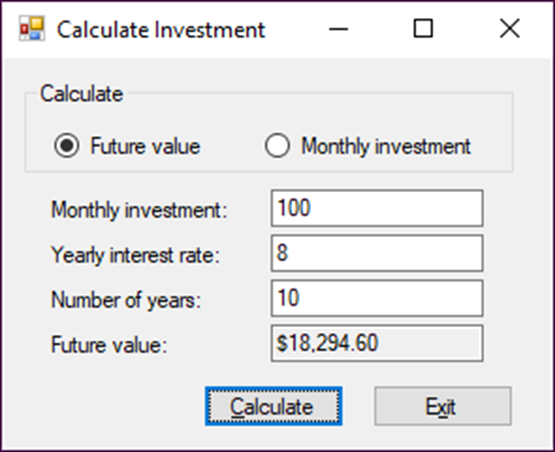 Calculate Investment
Calculate
Future value Monthly investment
Monthly investment: 100
Yearly interest rate: 8
Number of years: 10
Future value: $18,294.60
Calculate Exit